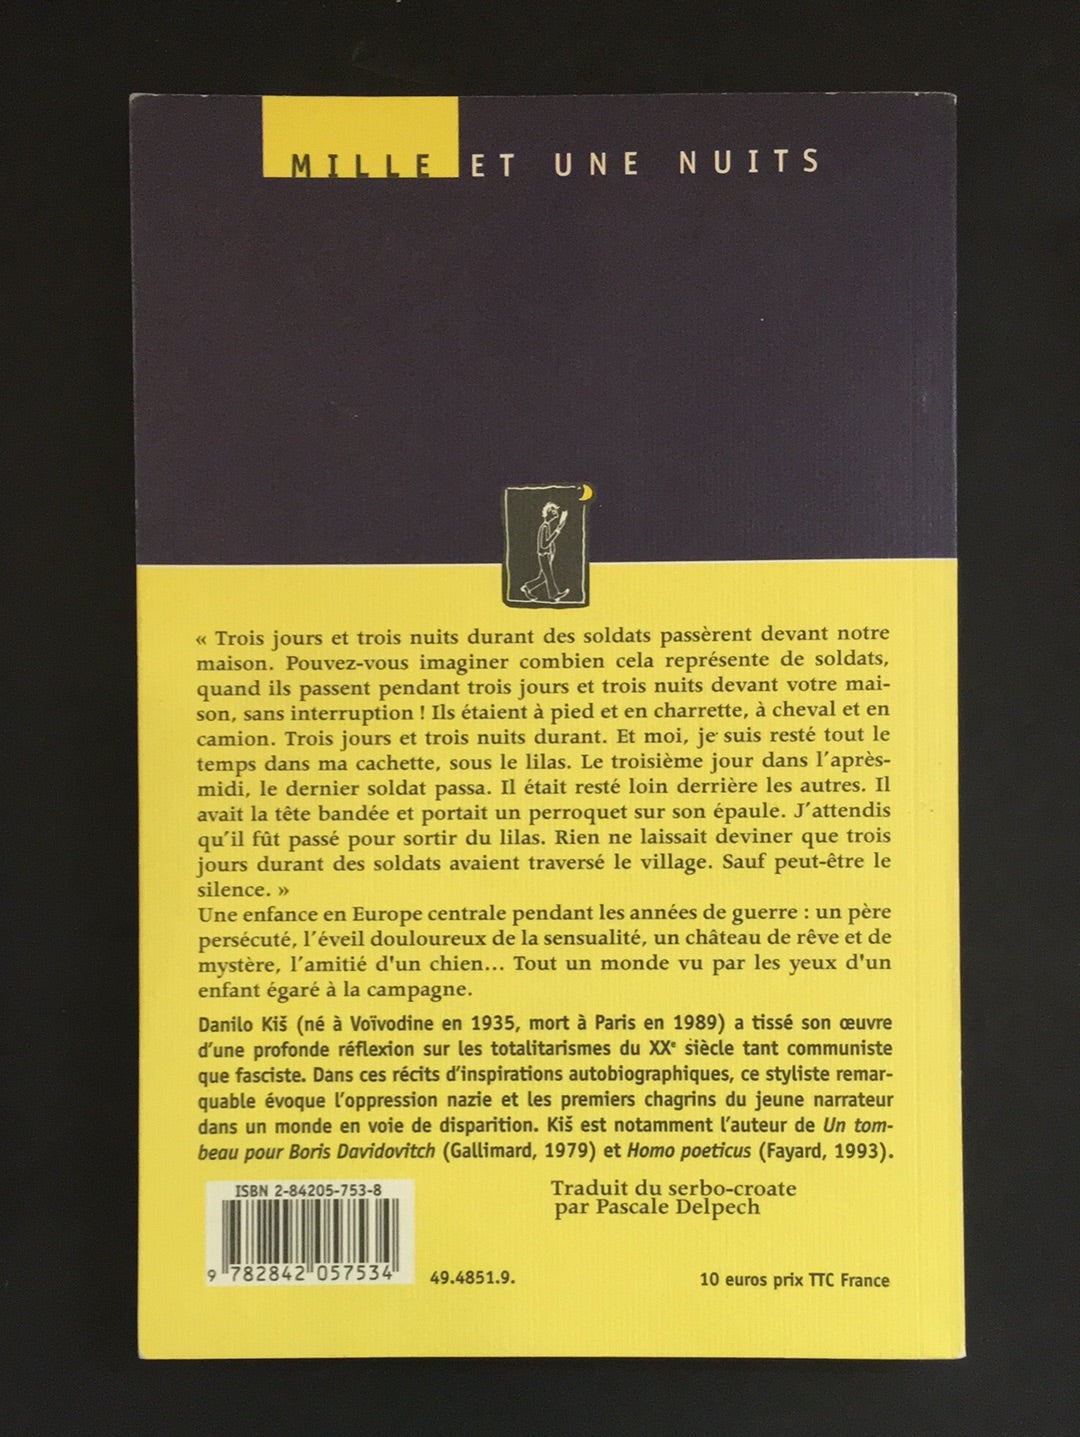 MILLE ET UNE NUITS
« Trois jours et trois nuits durant des soldats passèrent devant notre
maison. Pouvez-vous imaginer combien cela représente de soldats,
quand ils passent pendant trois jours et trois nuits devant votre mai-
son, sans interruption ! Ils étaient à pied et en charrette, à cheval et en
camion. Trois jours et trois nuits durant. Et moi, je suis resté tout le
temps dans ma cachette, sous le lilas. Le troisième jour dans l'après-
midi, le dernier soldat passa. Il était resté loin derrière les autres. Il
avait la tête bandée et portait un perroquet sur son épaule. J'attendis
qu'il fût passé pour sortir du lilas. Rien ne laissait deviner que trois
jours durant des soldats avaient traversé le village. Sauf peut-être le
silence. »
Une enfance en Europe centrale pendant les années de guerre : un père
persécuté, l'éveil douloureux de la sensualité, un château de rêve et de
mystère, l'amitié d'un chien... Tout un monde vu par les yeux d'un
enfant égaré à la campagne.
Danilo Kiš (né à Voïvodine en 1935, mort à Paris en 1989) a tissé son œuvre
d'une profonde réflexion sur les totalitarismes du XXe siècle tant communiste
que fasciste. Dans ces récits d'inspirations autobiographiques, ce styliste remar-
quable évoque l'oppression nazie et les premiers chagrins du jeune narrateur
dans un monde en voie de disparition. Kiš est notamment l'auteur de Un tom-
beau pour Boris Davidovitch (Gallimard, 1979) et Homo poeticus (Fayard, 1993).
ISBN 2-84205-753-8
Traduit du serbo-croate
par Pascale Delpech
9 782842 057534
49.4851.9.
10 euros prix TTC France